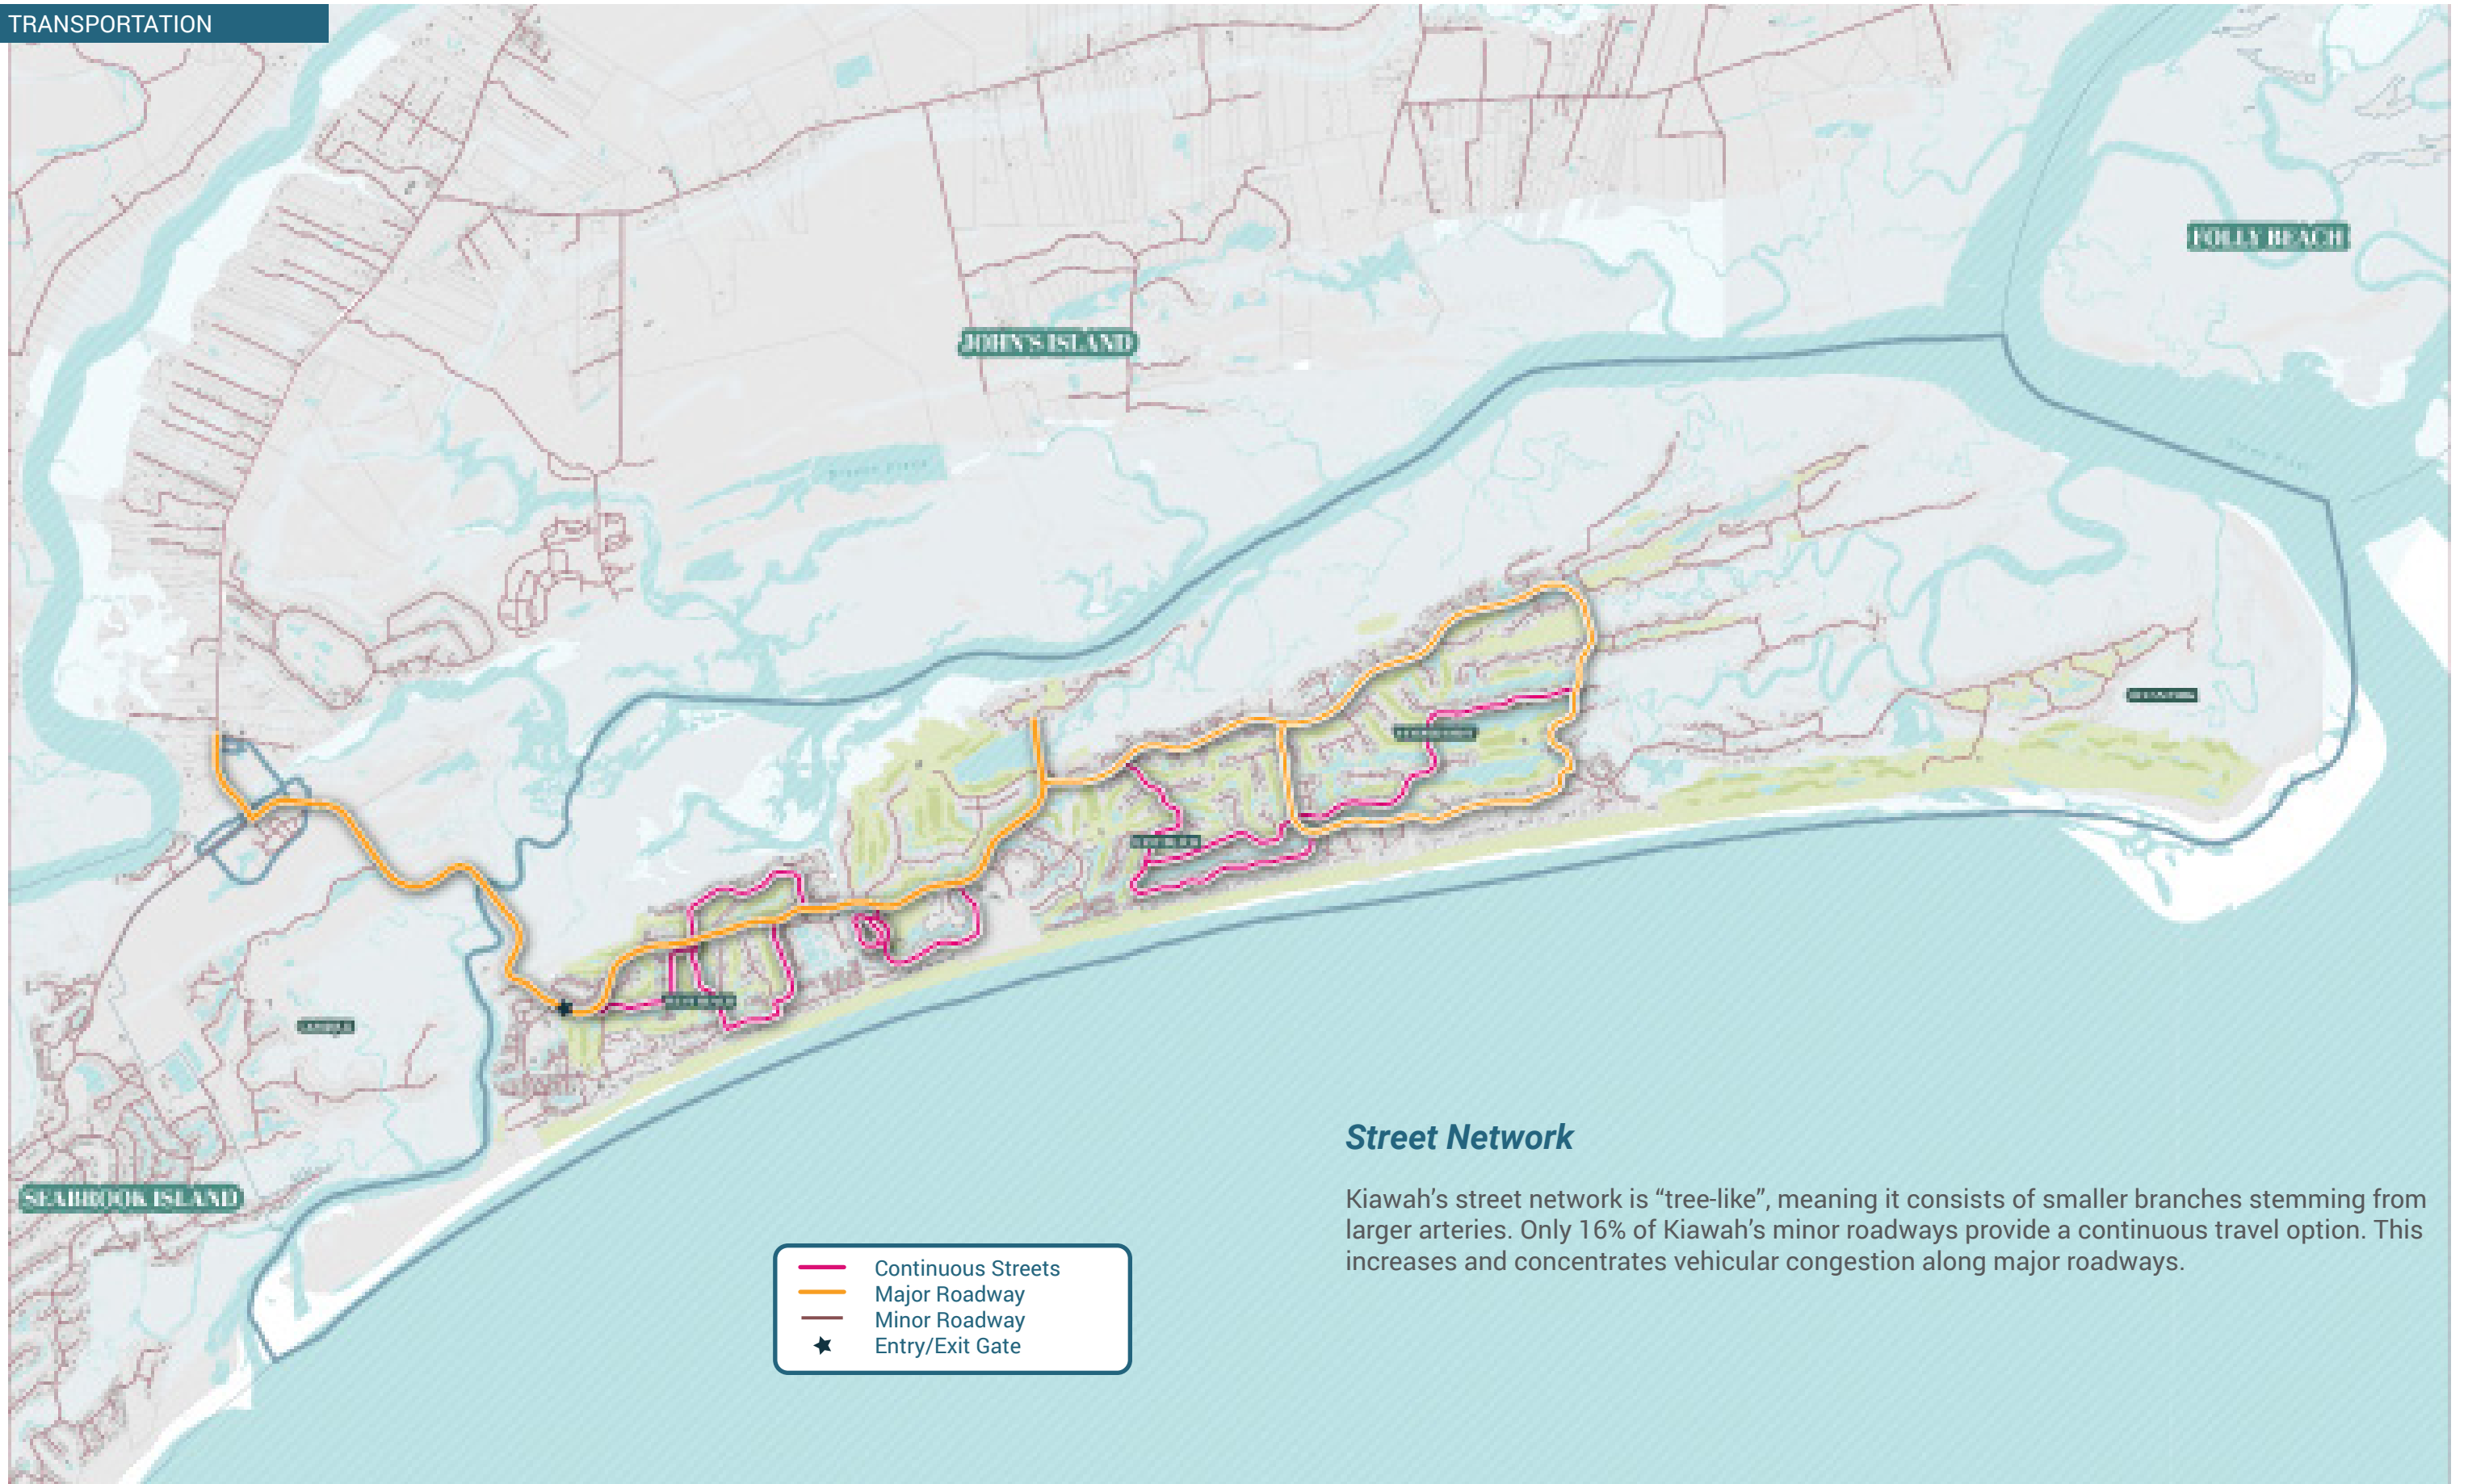 TRANSPORTATION
FOLLY BEACH
JOHN'S ISLAND
SEABROOK ISLAND
Street Network
Kiawah’s street network is “tree-like”, meaning it consists of smaller branches stemming from
larger arteries. Only 16% of Kiawah’s minor roadways provide a continuous travel option. This
increases and concentrates vehicular congestion along major roadways.
Continuous Streets
Major Roadway
Minor Roadway
Entry/Exit Gate